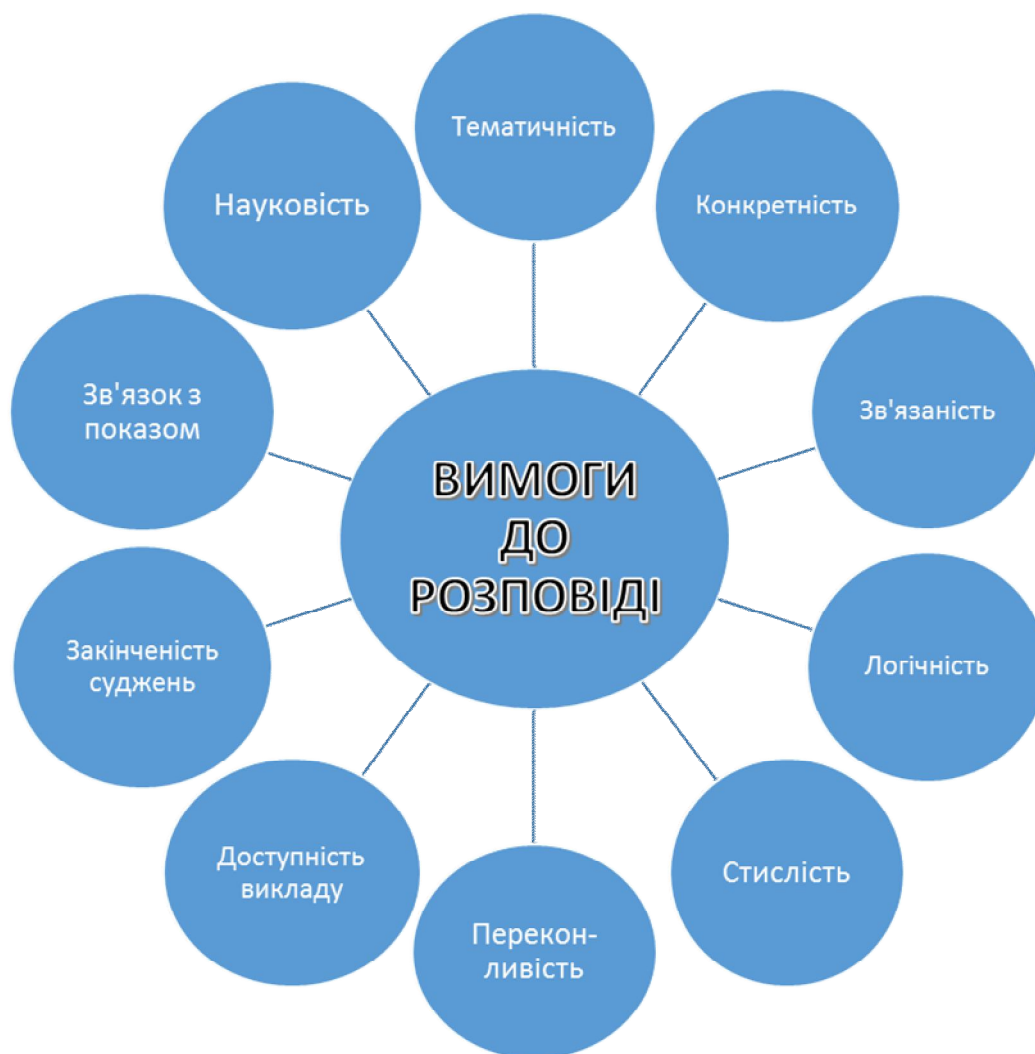 Тематичність
Конкретність
Зв'язаність
Логічність
Стислість
Перекон-
ливість
Доступність
викладу
Закінченість
суджень
Зв'язок з
показом
Науковість
ВИМОГИ
ДО
РОЗПОВІДІ